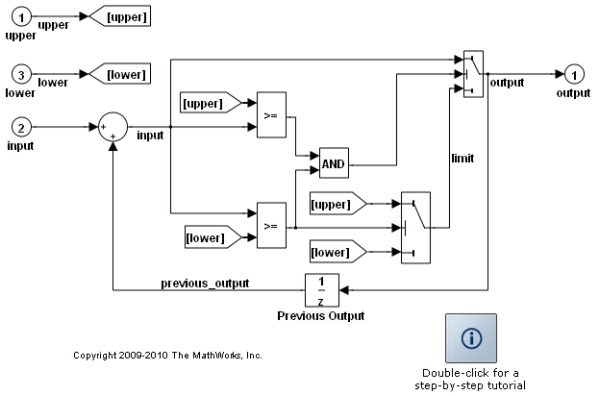 1
upper
upper
[upper]
3
lower
lower
[lower]
2
input
+
+
input
[upper]
>=
AND
[lower]
>=
[upper]
[lower]
limit
output
1
output
previous_output
1
z
Previous Output
Copyright 2009-2010 The MathWorks, Inc.
i
Double-click for a
step-by-step tutorial